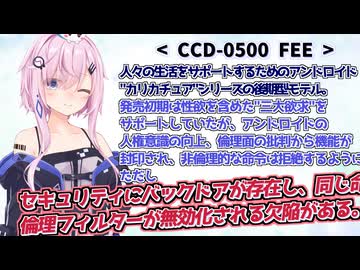 < CCD-0500 FEE >
人々の生活をサポートするためのアンドロイド
"カリカチュア"シリーズの後期型モデル。
発売初期は性欲を含めた"三大欲求"を
サポートしていたが、アンドロイドの
人権意識の向上、倫理面の批判から機能が
封印され、非倫理的な命令は拒絶するように
ただし
セキュリティにバックドアが存在し、同じ命
倫理フィルターが無効化される欠陥がある。